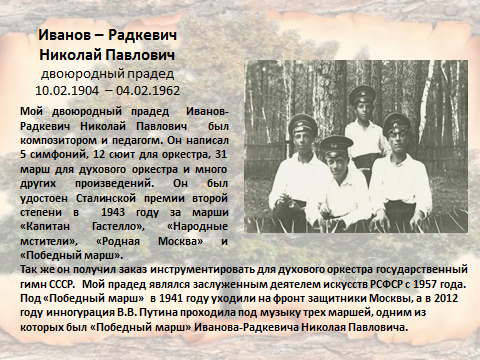 Иванов – Радкевич
Николай Павлович
двоюродный прадед
10.02.1904 – 04.02.1962
Мой двоюродный прадед Иванов-
Радкевич Николай Павлович был
композитором и педагогм. Он написал
5 симфоний, 12 сюит для оркестра, 31
марш для духового оркестра и много
других произведений. Он был
удостоен Сталинской премии второй
степени в 1943 году за марши
«Капитан Гастелло», «Народные
мстители», «Родная Москва» и
«Победный марш».
Так же он получил заказ инструментировать для духового оркестра государственный
гимн СССР. Мой прадед являлся заслуженным деятелем искусств РСФСР с 1957 года.
Под «Победный марш» в 1941 году уходили на фронт защитники Москвы, а в 2012
году инногурация В.В. Путина проходила под музыку трех маршей, одним из
которых был «Победный марш» Иванова-Радкевича Николая Павловича.